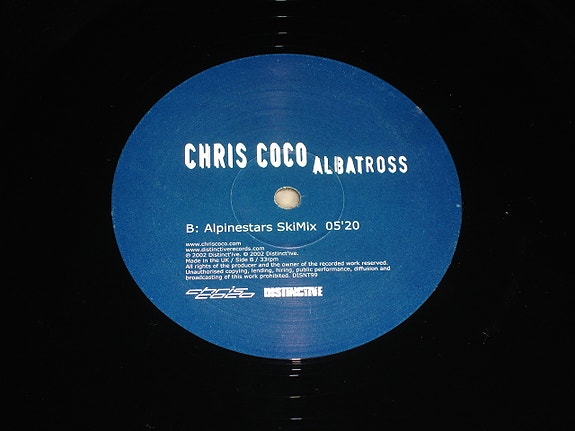 CHRIS COCO ALBATROSS
B: Alpinestars SkiMix 05'20
www.chriscoco.com
www.distinctiverecords.com
℗ 2002 Distinct'ive. © 2002 Distinct'ive.
Made in the UK / Side B / 33rpm
All rights of the producer and the owner of the recorded work reserved.
Unauthorised copying, lending, hiring, public performance, diffusion and
broadcasting of this work prohibited. DISNT99
chris coco DISTINCT'IVE